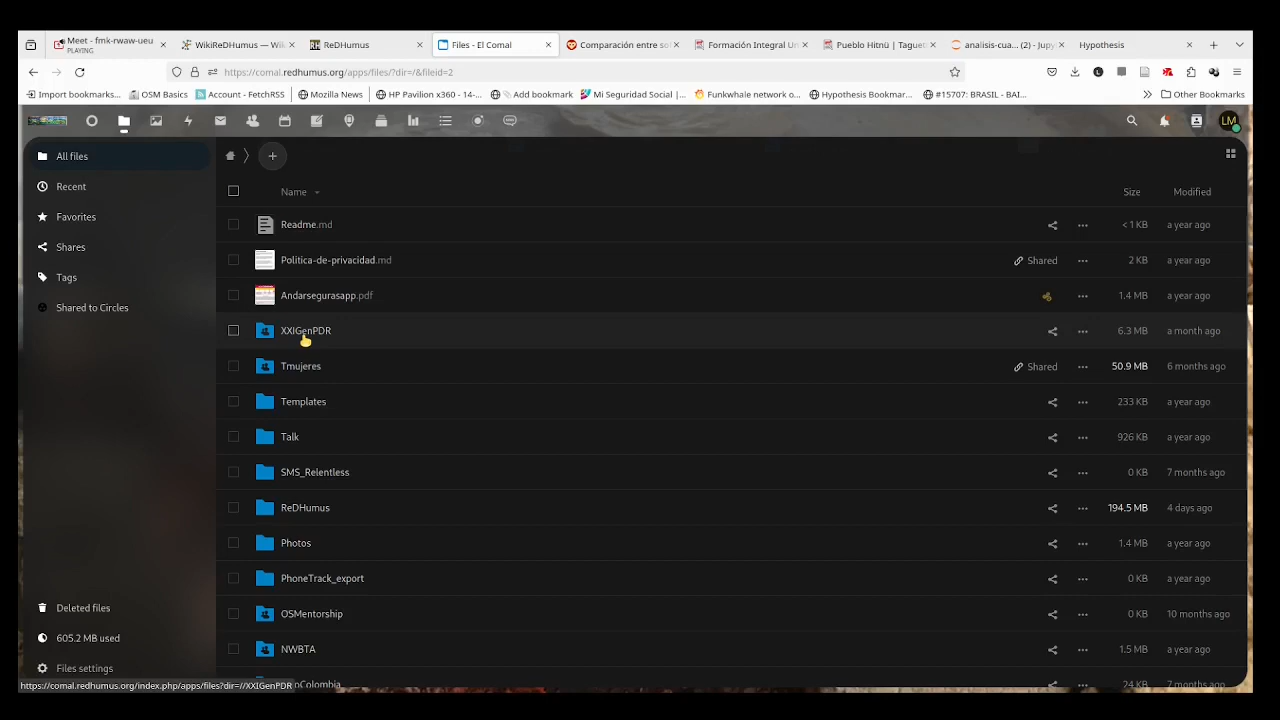 Meet - fmk-rwaw-ueu
PLAYING
WikiReDHumus — Wiki
ReDHumus
Files - El Comal
Comparación entre sof
Formación Integral Un
Pueblo Hitnü | Taguet
analisis-cua... (2) - Jupy
Hypothesis
https://comal.redhumus.org/apps/files/?dir=/&fileid=2
Import bookmarks...
OSM Basics
Account - FetchRSS
Mozilla News
HP Pavilion x360 - 14-...
Add bookmark
Mi Seguridad Social |...
Funkwhale network o...
Hypothesis Bookmar...
#15707: BRASIL - BAI...
Other Bookmarks
LM
All files
Recent
Favorites
Shares
Tags
Shared to Circles
Deleted files
605.2 MB used
Files settings
Name Size Modified
Readme.md < 1 KB a year ago
Politica-de-privacidad.md Shared 2 KB a year ago
Andarsegurasapp.pdf 1.4 MB a year ago
XXIGenPDR 6.3 MB a month ago
Tmujeres Shared 50.9 MB 6 months ago
Templates 233 KB a year ago
Talk 926 KB a year ago
SMS_Relentless 0 KB 7 months ago
ReDHumus 194.5 MB 4 days ago
Photos 1.4 MB a year ago
PhoneTrack_export 0 KB a year ago
OSMentorship 0 KB 10 months ago
NWBTA 1.5 MB a year ago
24 KB 7 months ago
https://comal.redhumus.org/index.php/apps/files?dir=//XXIGenPDR